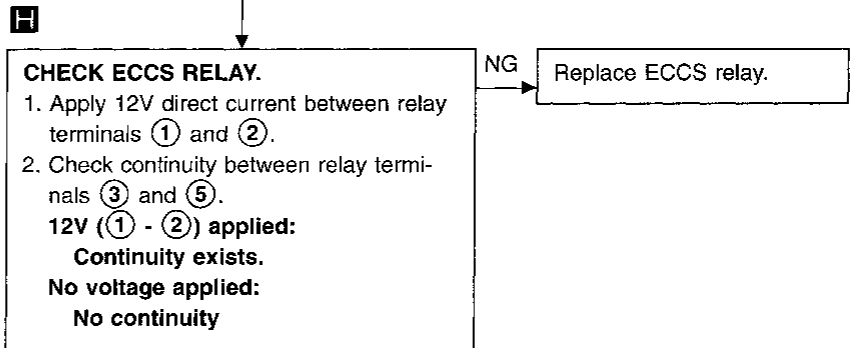 H
CHECK ECCS RELAY.
1. Apply 12V direct current between relay
terminals ① and ②.
2. Check continuity between relay termi-
nals ③ and ⑤.
12V (① - ②) applied:
Continuity exists.
No voltage applied:
No continuity
NG
Replace ECCS relay.